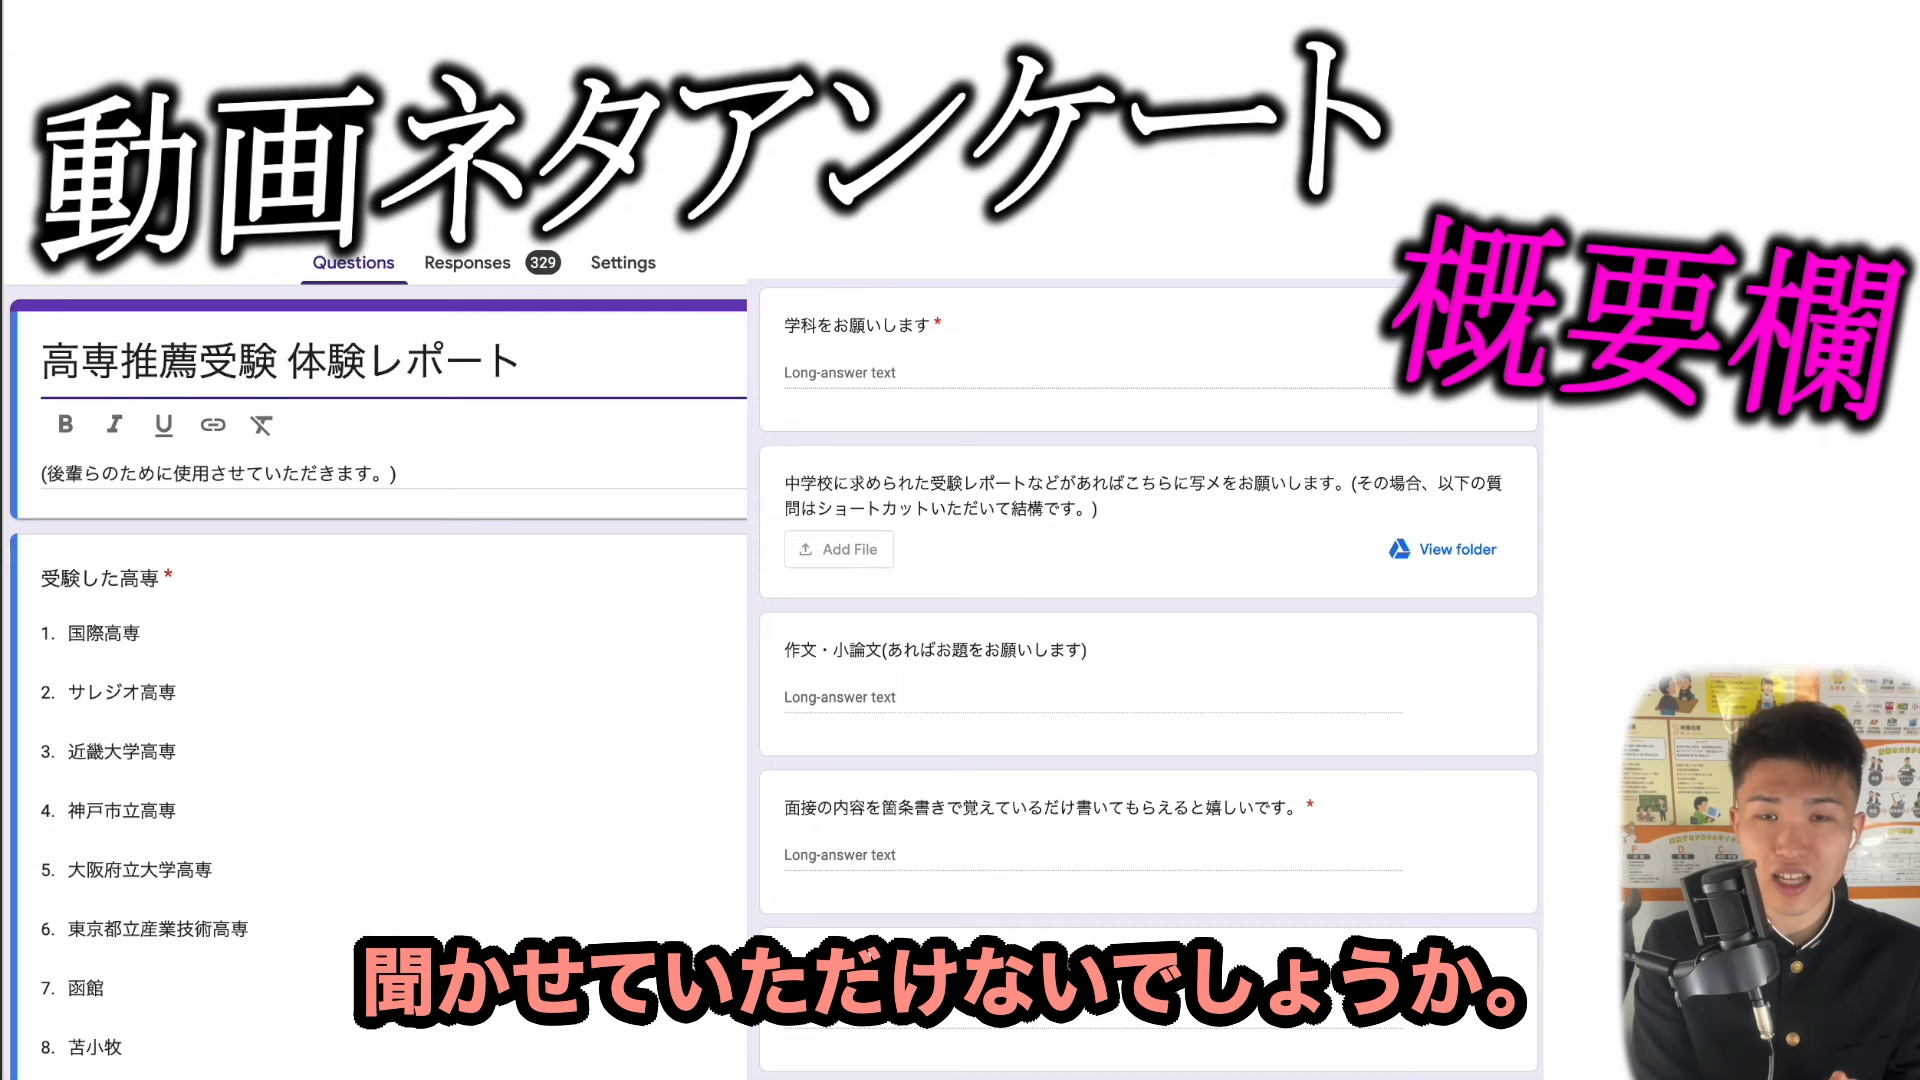 動画ネタアンケート
概要欄
Questions
Responses 329
Settings
高専推薦受験 体験レポート
B I U
(後輩らのために使用させていただきます。)
受験した高専 *
1. 国際高専
2. サレジオ高専
3. 近畿大学高専
4. 神戸市立高専
5. 大阪府立大学高専
6. 東京都立産業技術高専
7. 函館
8. 苫小牧
学科をお願いします *
Long-answer text
中学校に求められた受験レポートなどがあればこちらに写メをお願いします。(その場合、以下の質
問はショートカットいただいて結構です。)
Add File
View folder
作文・小論文(あればお題をお願いします)
Long-answer text
面接の内容を箇条書きで覚えているだけ書いてもらえると嬉しいです。 *
Long-answer text
聞かせていただけないでしょうか。